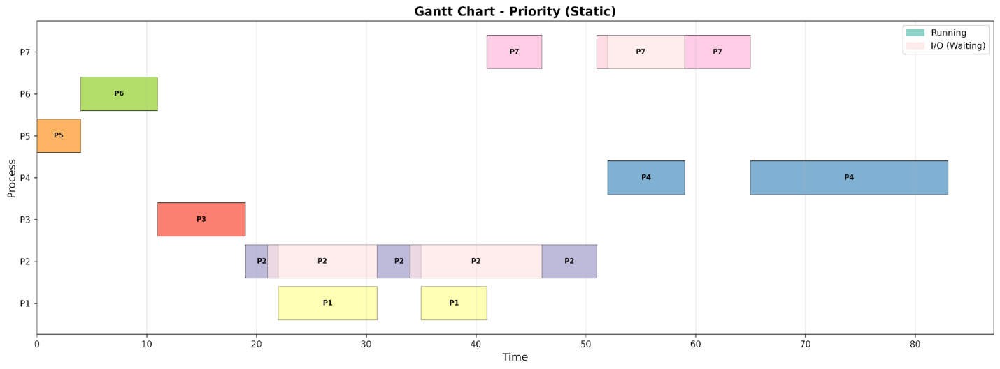 Gantt Chart - Priority (Static)
Running
I/O (Waiting)
Process
P7
P7
P7
P7
P6
P6
P5
P5
P4
P4
P4
P3
P3
P2
P2
P2
P2
P2
P2
P1
P1
P1
0
10
20
30
40
50
60
70
80
Time